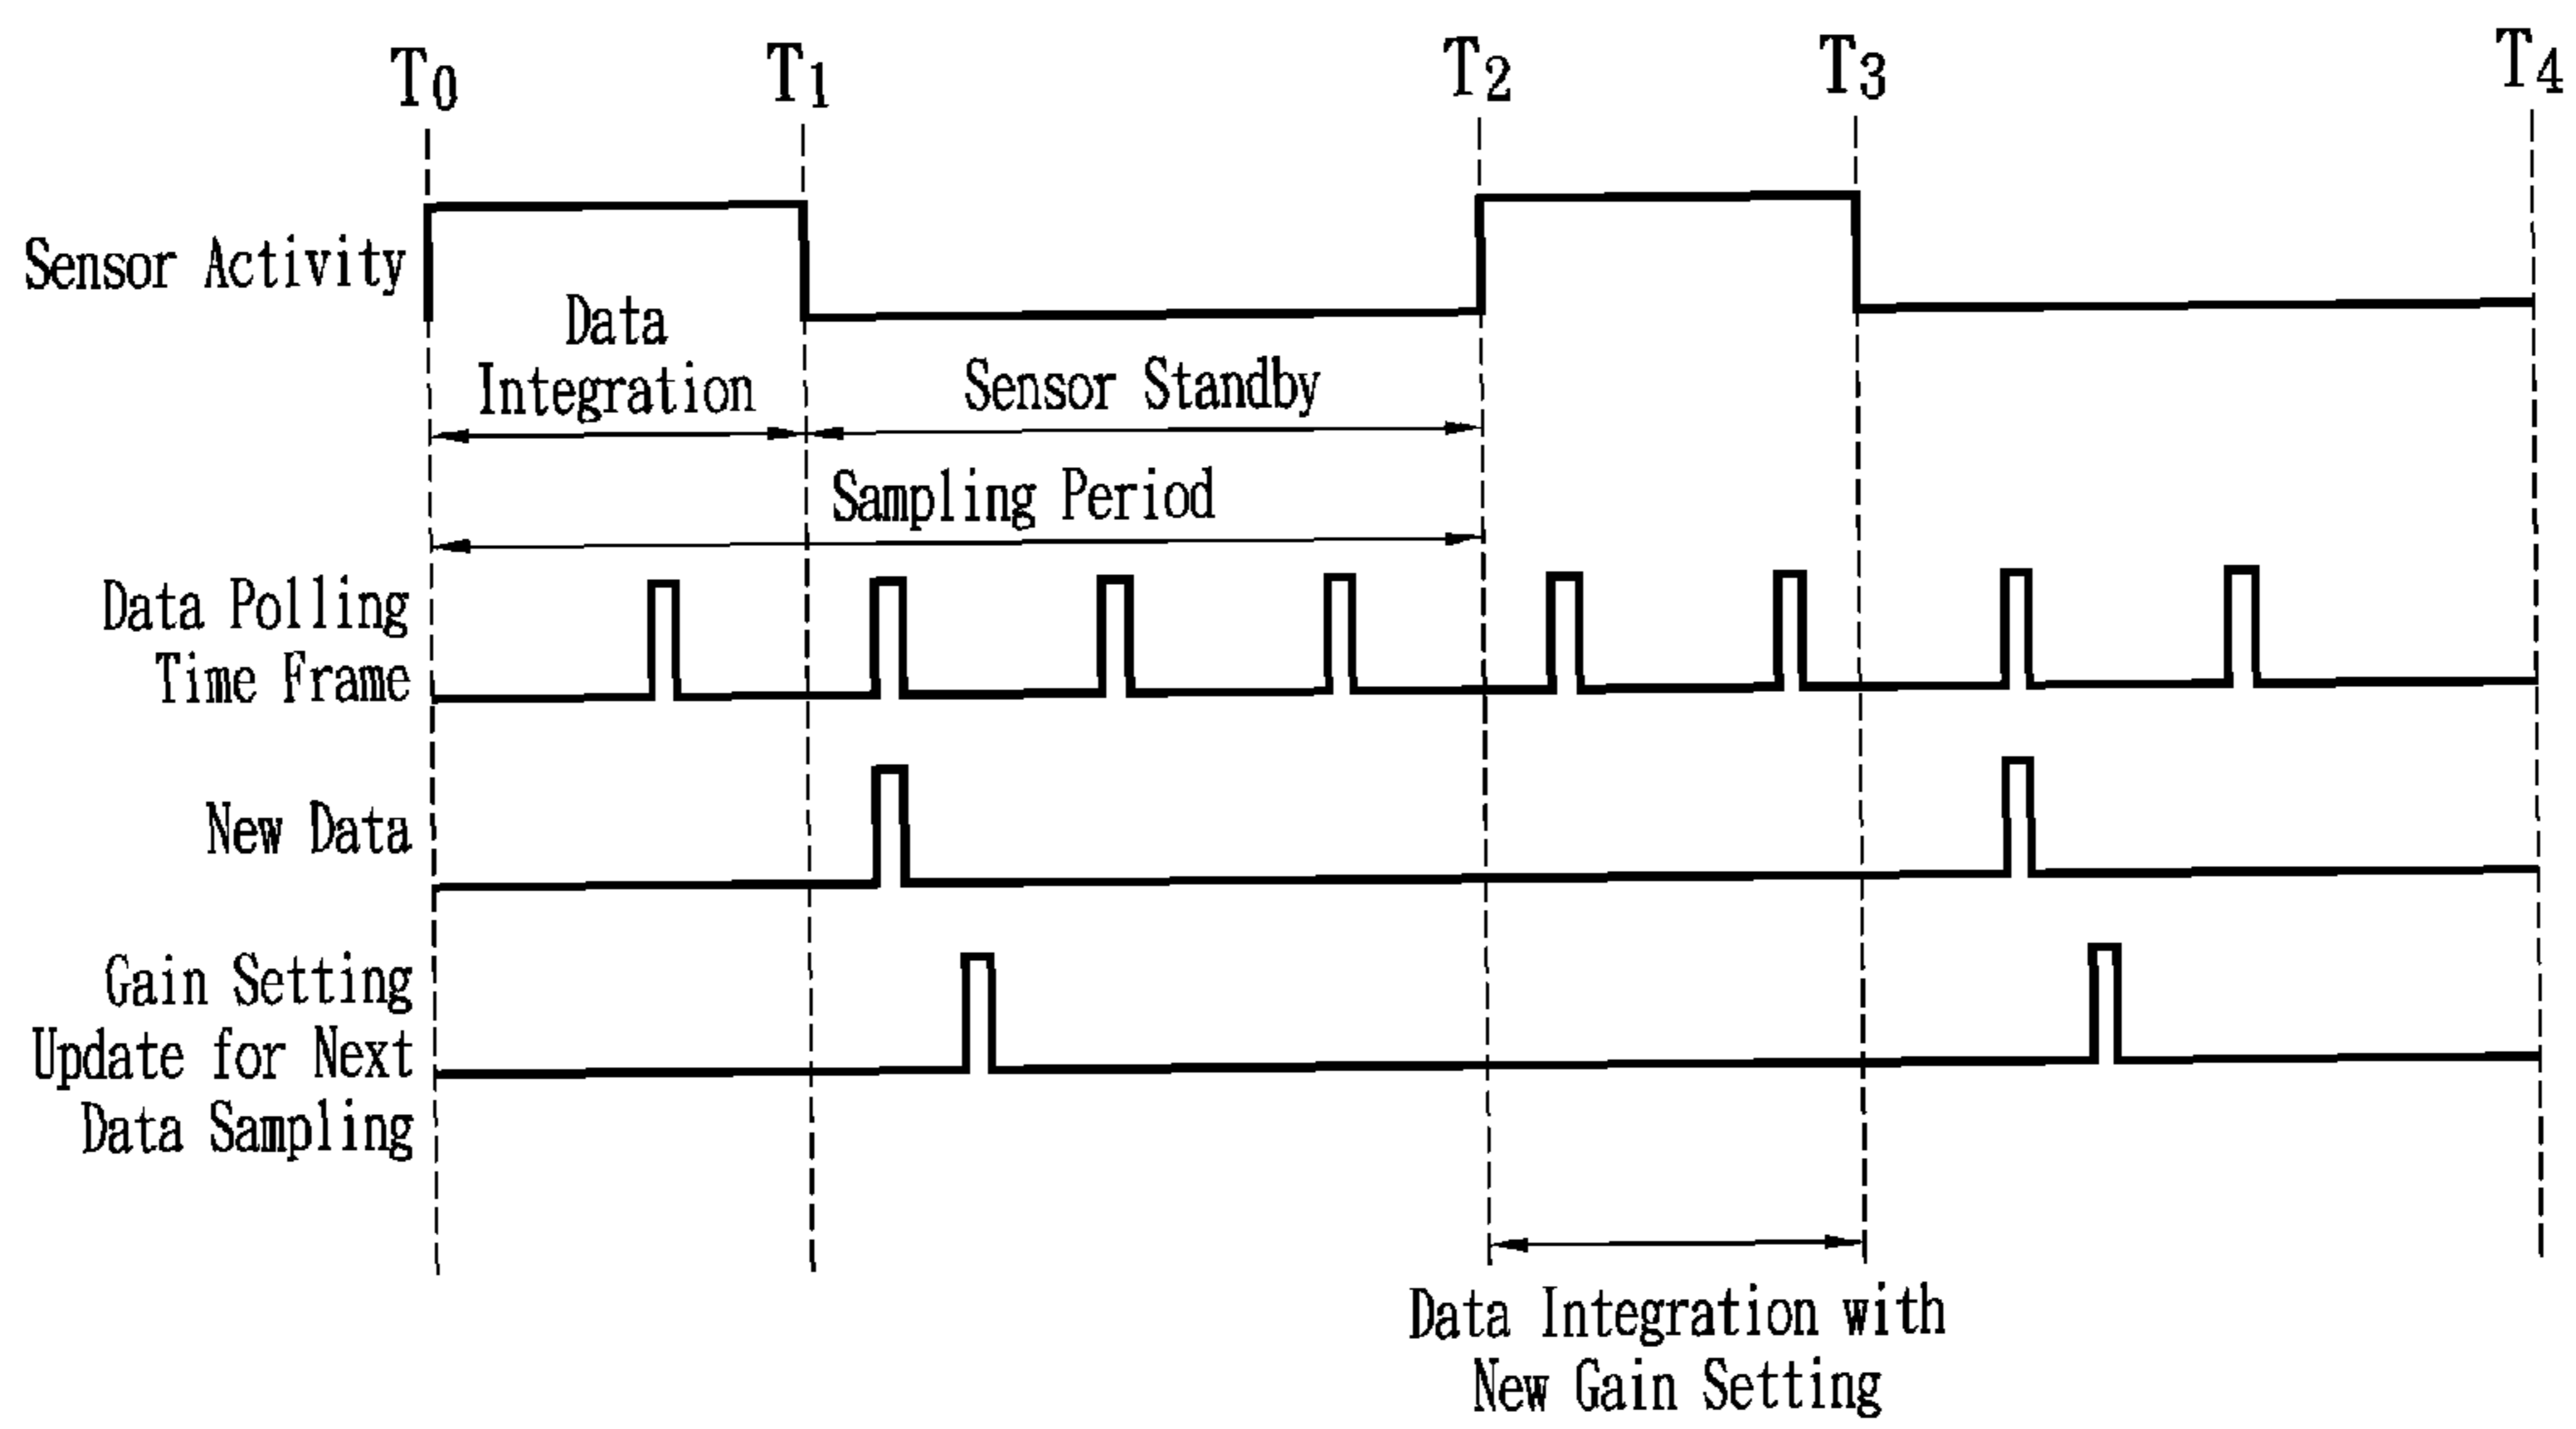 T0 T1 T2 T3 T4
Sensor Activity
Data
Integration
Sensor Standby
Sampling Period
Data Polling
Time Frame
New Data
Gain Setting
Update for Next
Data Sampling
Data Integration with
New Gain Setting